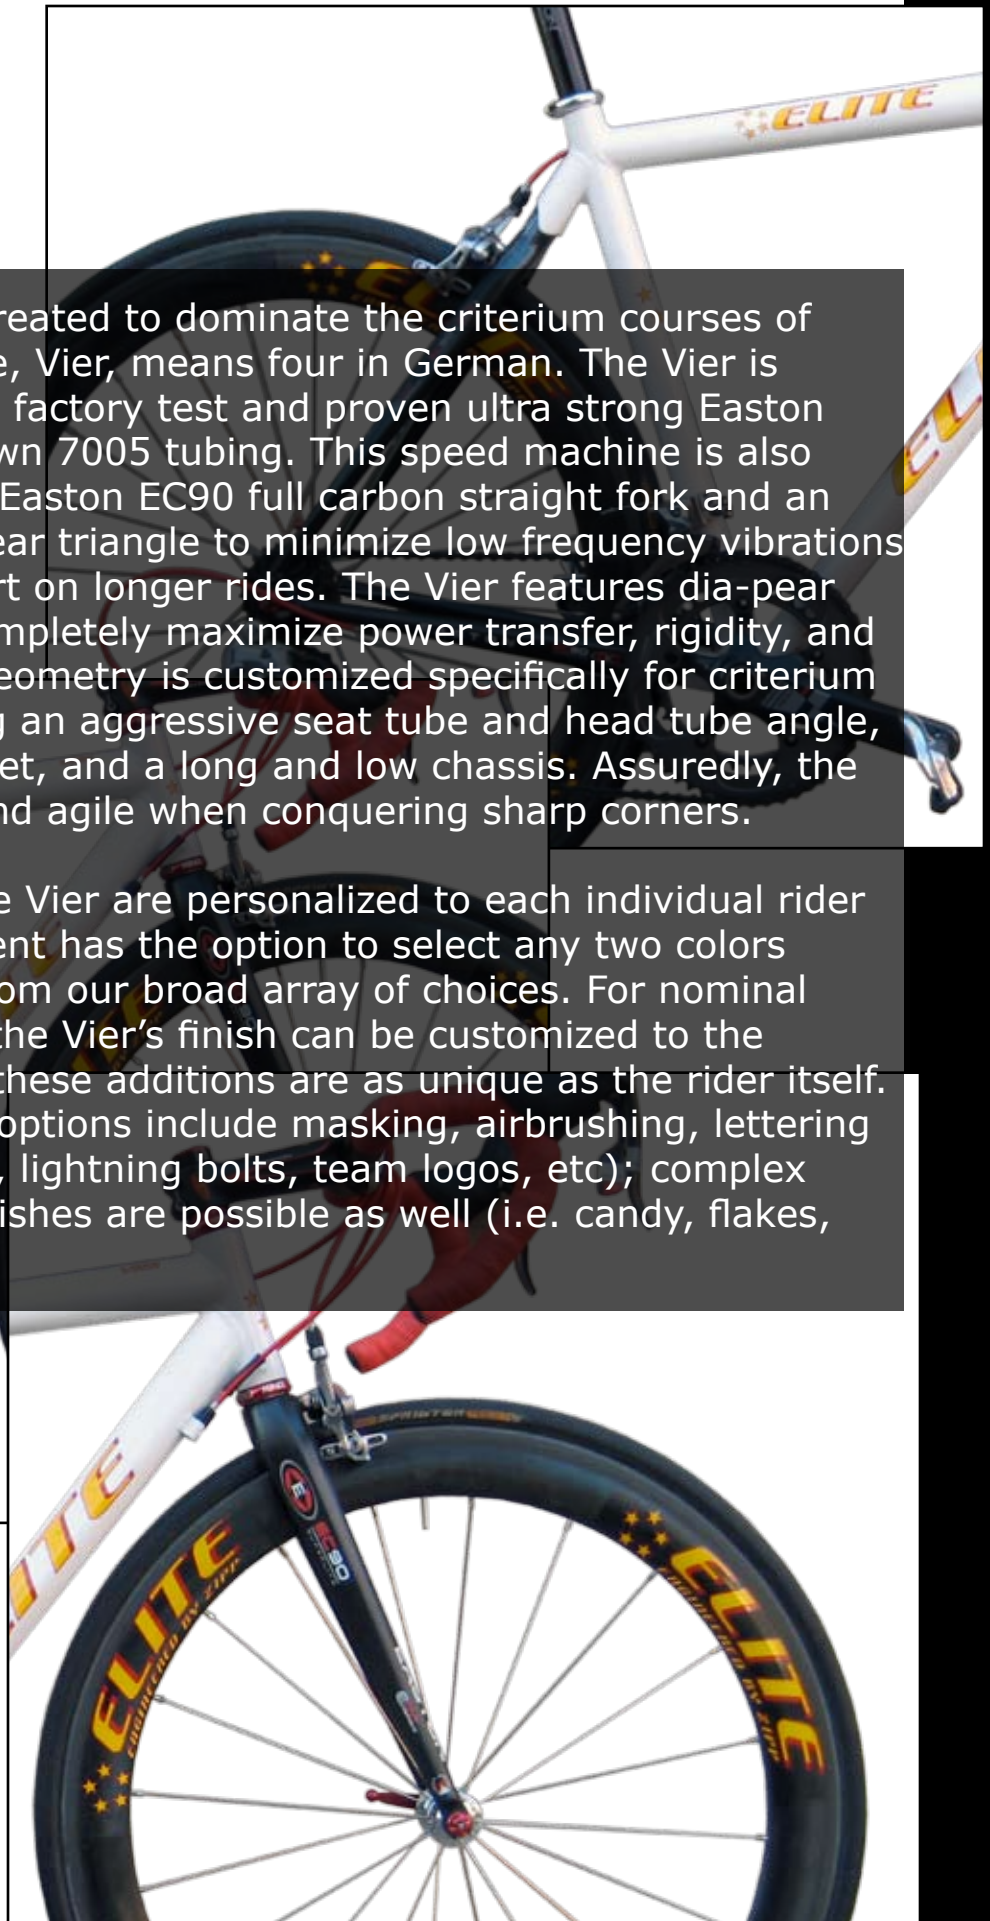 ELITE
ELITE
ELI
reated to dominate the criterium courses of
e, Vier, means four in German. The Vier is
factory test and proven ultra strong Easton
wn 7005 tubing. This speed machine is also
Easton EC90 full carbon straight fork and an
ear triangle to minimize low frequency vibrations
rt on longer rides. The Vier features dia-pear
mpletely maximize power transfer, rigidity, and
eometry is customized specifically for criterium
g an aggressive seat tube and head tube angle,
et, and a long and low chassis. Assuredly, the
nd agile when conquering sharp corners.
e Vier are personalized to each individual rider
ent has the option to select any two colors
om our broad array of choices. For nominal
the Vier’s finish can be customized to the
these additions are as unique as the rider itself.
options include masking, airbrushing, lettering
, lightning bolts, team logos, etc); complex
ishes are possible as well (i.e. candy, flakes,
SPRINTER
ITE
E
EC90
ELITE
ENGINEERED BY ZIPP
ELITE
ENGINEERED BY ZIPP